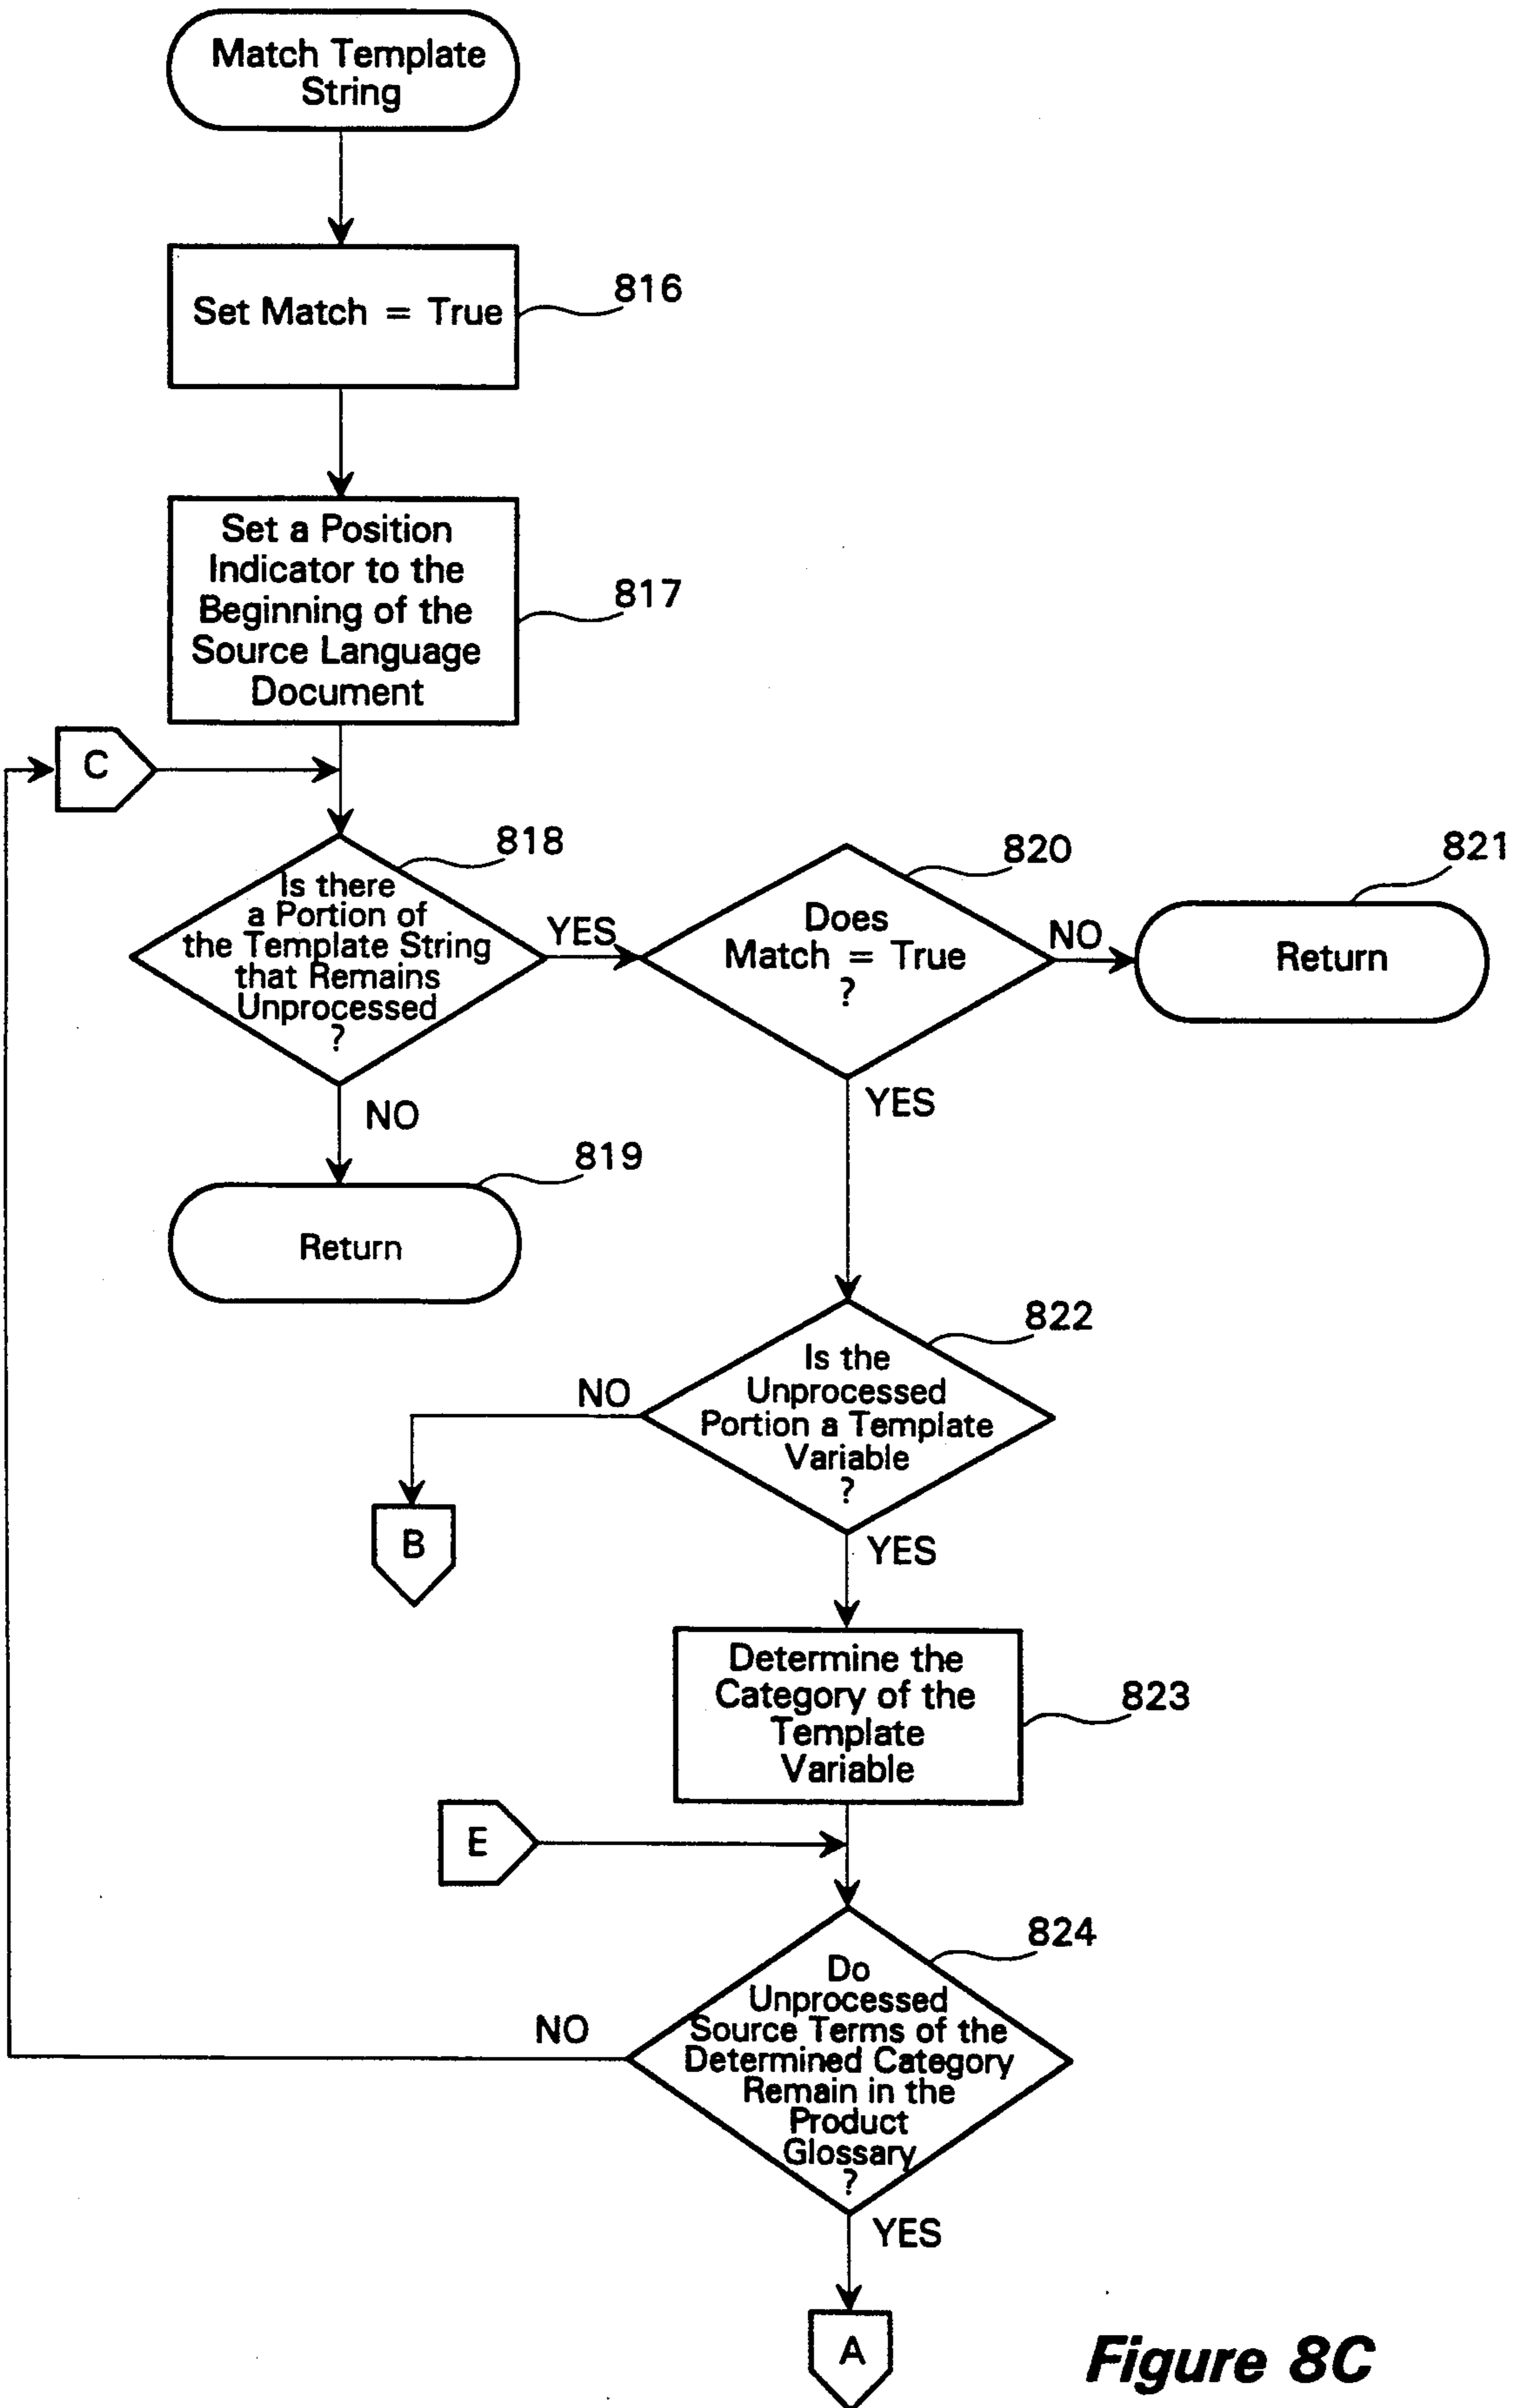 Match Template
String
Set Match = True
816
Set a Position
Indicator to the
Beginning of the
Source Language
Document
817
C
818
Is there
a Portion of
the Template String
that Remains
Unprocessed
?
YES
820
Does
Match = True
?
NO
821
Return
NO
819
Return
YES
822
Is the
Unprocessed
Portion a Template
Variable
?
NO
B
YES
Determine the
Category of the
Template
Variable
823
E
824
Do
Unprocessed
Source Terms of the
Determined Category
Remain in the
Product
Glossary
?
NO
YES
A
Figure 8C